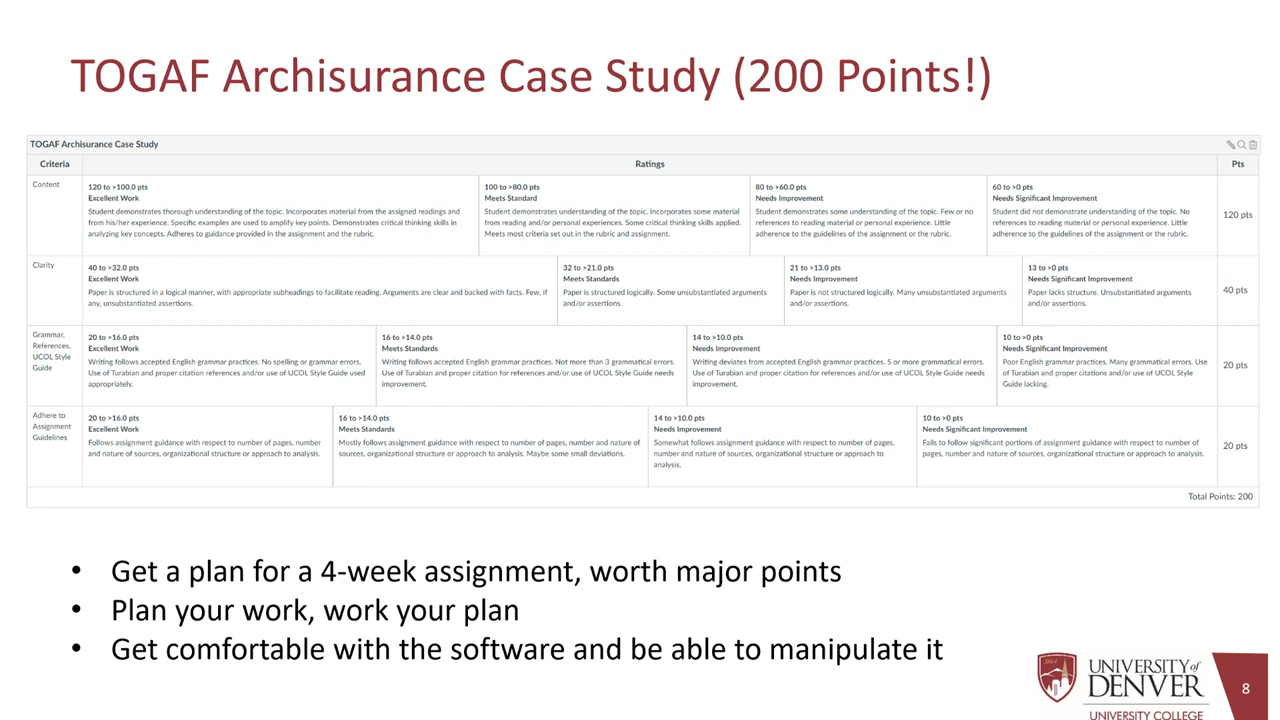 TOGAF Archisurance Case Study (200 Points!)
TOGAF Archisurance Case Study
Criteria
Ratings
Pts
Content
120 to >100.0 pts
Excellent Work
Student demonstrates thorough understanding of the topic. Incorporates material from the assigned readings and
from his/her experience. Specific examples are used to amplify key points. Demonstrates critical thinking skills in
analyzing key concepts. Adheres to guidance provided in the assignment and the rubric.
100 to >80.0 pts
Meets Standard
Student demonstrates understanding of the topic. Incorporates some material
from reading and/or personal experiences. Some critical thinking skills applied.
Meets most criteria set out in the rubric and assignment.
80 to >60.0 pts
Needs Improvement
Student demonstrates some understanding of the topic. Few or no
references to reading material or personal experience. Little
adherence to the guidelines of the assignment or the rubric.
60 to >0 pts
Needs Significant Improvement
Student did not demonstrate understanding of the topic. No
references to reading material or personal experience. Little
adherence to the guidelines of the assignment or the rubric.
120 pts
Clarity
40 to >32.0 pts
Excellent Work
Paper is structured in a logical manner, with appropriate subheadings to facilitate reading. Arguments are clear and backed with facts. Few, if
any, unsubstantiated assertions.
32 to >21.0 pts
Meets Standards
Paper is structured logically. Some unsubstantiated arguments
and/or assertions.
21 to >13.0 pts
Needs Improvement
Paper is not structured logically. Many unsubstantiated arguments
and/or assertions.
13 to >0 pts
Needs Significant Improvement
Paper lacks structure. Unsubstantiated arguments
and/or assertions.
40 pts
Grammar,
References,
UCOL Style
Guide
20 to >16.0 pts
Excellent Work
Writing follows accepted English grammar practices. No spelling or grammar errors.
Use of Turabian and proper citation references and/or use of UCOL Style Guide used
appropriately.
16 to >14.0 pts
Meets Standards
Writing follows accepted English grammar practices. Not more than 3 grammatical errors.
Use of Turabian and proper citation for references and/or use of UCOL Style Guide needs
improvement.
14 to >10.0 pts
Needs Improvement
Writing deviates from accepted English grammar practices. 5 or more grammatical errors.
Use of Turabian and proper citation for references and/or use of UCOL Style Guide needs
improvement.
10 to >0 pts
Needs Significant Improvement
Poor English grammar practices. Many grammatical errors. Use
of Turabian and proper citations and/or use of UCOL Style
Guide lacking.
20 pts
Adhere to
Assignment
Guidelines
20 to >16.0 pts
Excellent Work
Follows assignment guidance with respect to number of pages, number
and nature of sources, organizational structure or approach to analysis.
16 to >14.0 pts
Meets Standards
Mostly follows assignment guidance with respect to number of pages, number and nature of
sources, organizational structure or approach to analysis. Maybe some small deviations.
14 to >10.0 pts
Needs Improvement
Somewhat follows assignment guidance with respect to number of pages,
number and nature of sources, organizational structure or approach to
analysis.
10 to >0 pts
Needs Significant Improvement
Fails to follow significant portions of assignment guidance with respect to number of
pages, number and nature of sources, organizational structure or approach to analysis.
20 pts
Total Points: 200
• Get a plan for a 4-week assignment, worth major points
• Plan your work, work your plan
• Get comfortable with the software and be able to manipulate it
1864
UNIVERSITY of
DENVER
UNIVERSITY COLLEGE
8